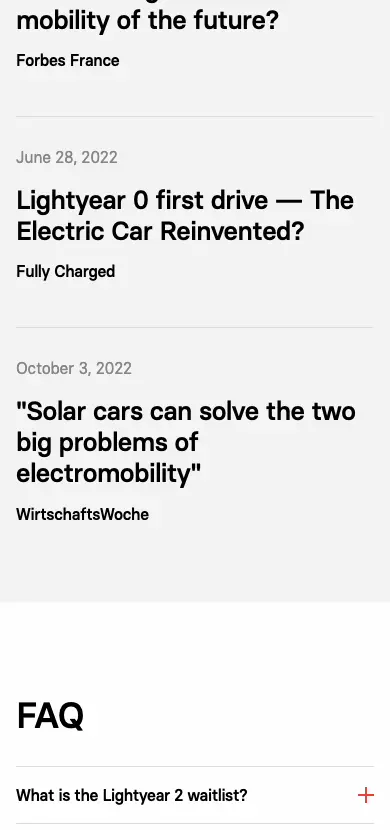 mobility of the future?
Forbes France
June 28, 2022
Lightyear 0 first drive — The
Electric Car Reinvented?
Fully Charged
October 3, 2022
"Solar cars can solve the two
big problems of
electromobility"
WirtschaftsWoche
FAQ
What is the Lightyear 2 waitlist?